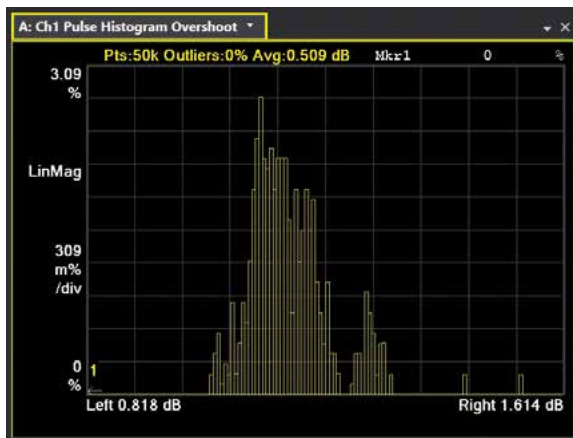 A: Ch1 Pulse Histogram Overshoot
Pts:50k Outliers:0% Avg:0.509 dB Mkr1 0 %
3.09
%
LinMag
309
m%
/div
0
%
1
Left 0.818 dB Right 1.614 dB